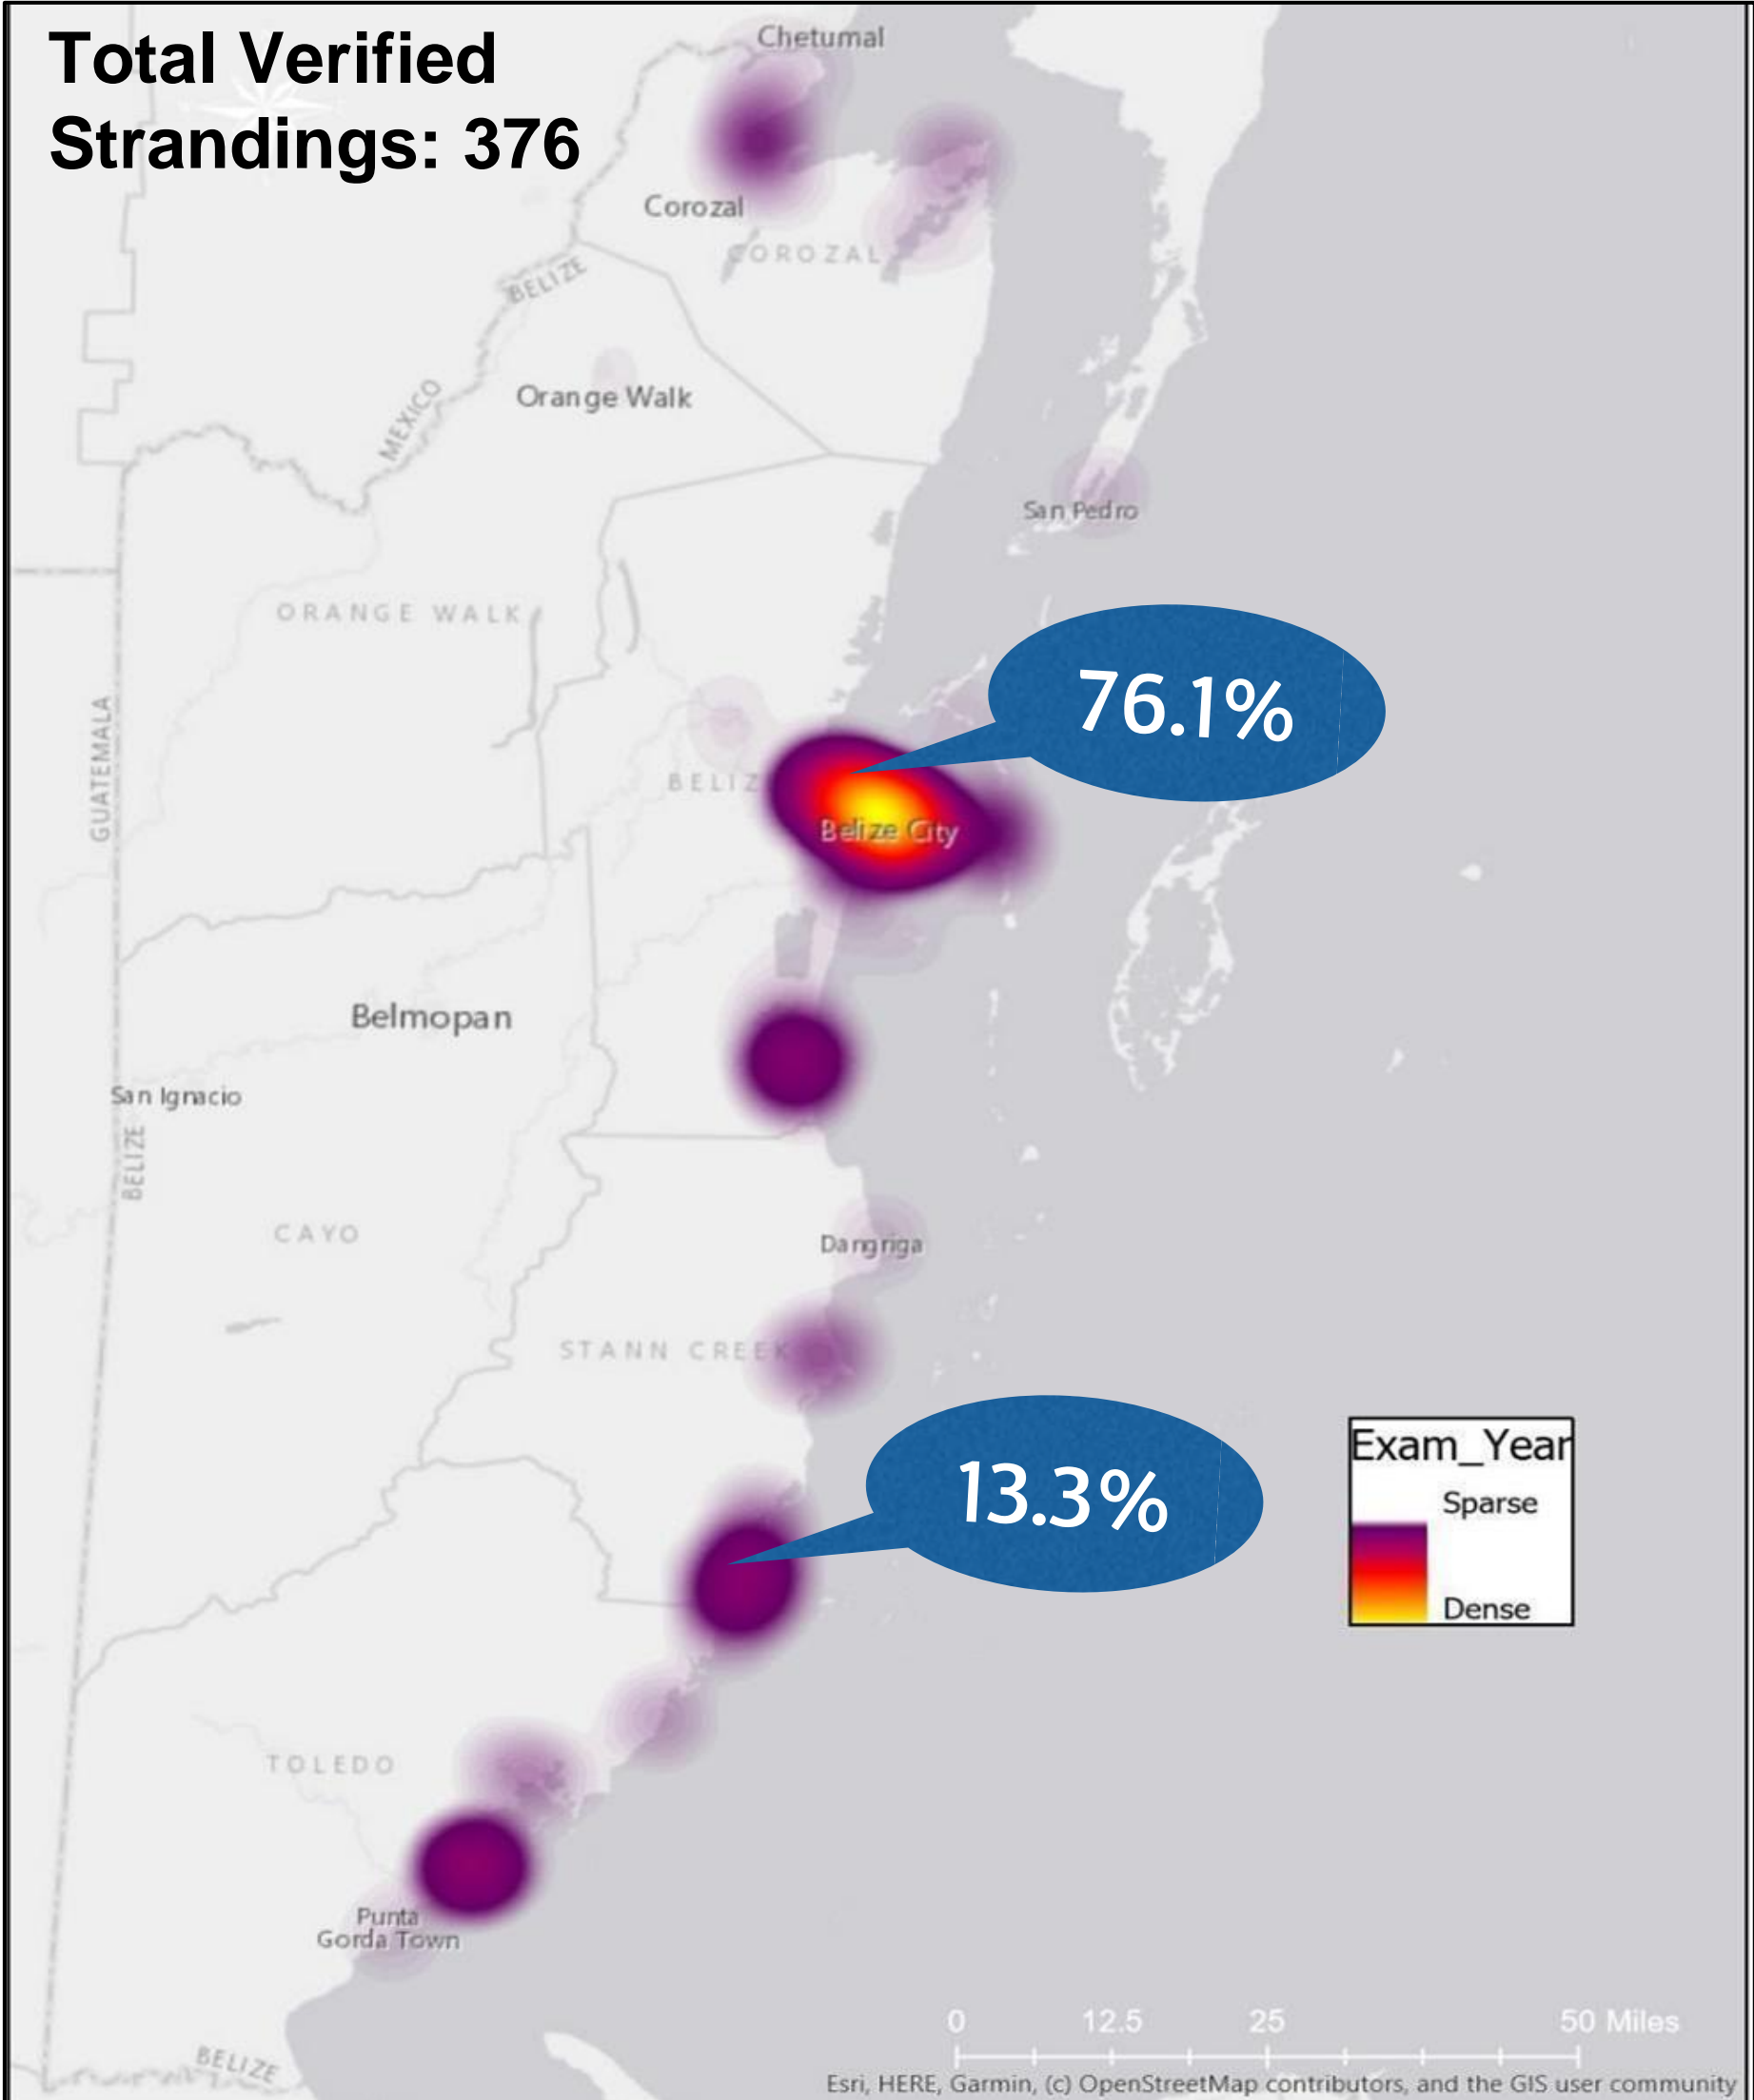 Total Verified
Strandings: 376
Chetumal
Corozal
COROZAL
BELIZE
MEXICO
Orange Walk
San Pedro
ORANGE WALK
GUATEMALA
76.1%
BELIZ
Belize City
Belmopan
San Ignacio
BELIZE
CAYO
Dangriga
STANN CREEK
13.3%
Exam_Year
Sparse
Dense
TOLEDO
Punta
Gorda Town
BELIZE
0 12.5 25 50 Miles
Esri, HERE, Garmin, (c) OpenStreetMap contributors, and the GIS user community